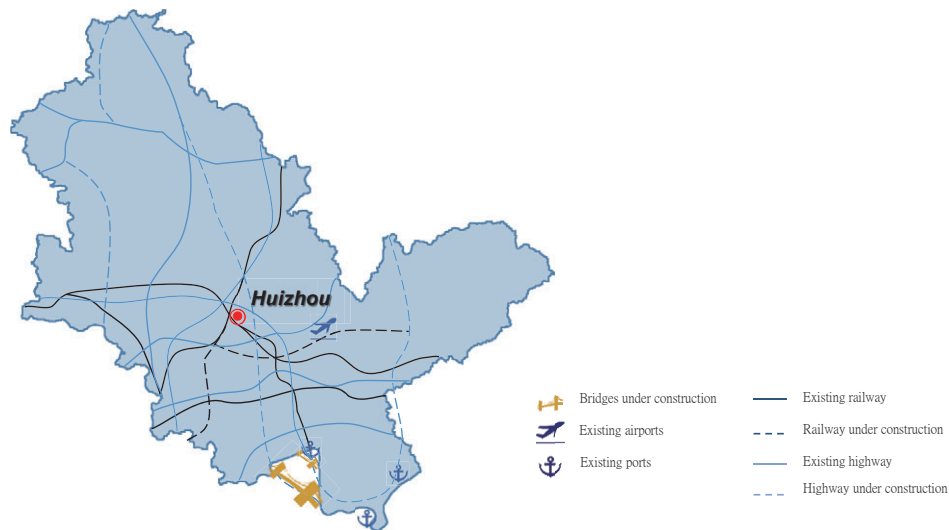 Huizhou
Bridges under construction
Existing airports
Existing ports
Existing railway
Railway under construction
Existing highway
Highway under construction